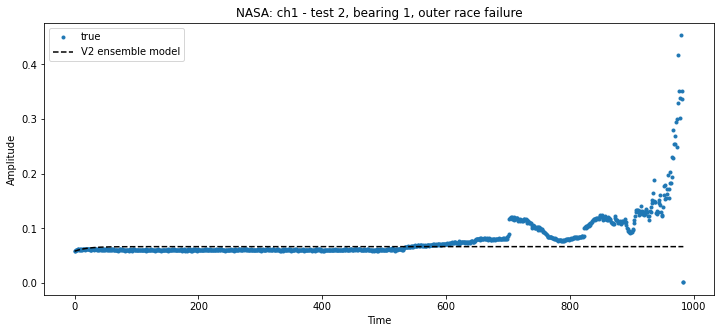 NASA: ch1 - test 2, bearing 1, outer race failure
true
V2 ensemble model
Amplitude
0.4
0.3
0.2
0.1
0.0
0
200
400
600
800
1000
Time